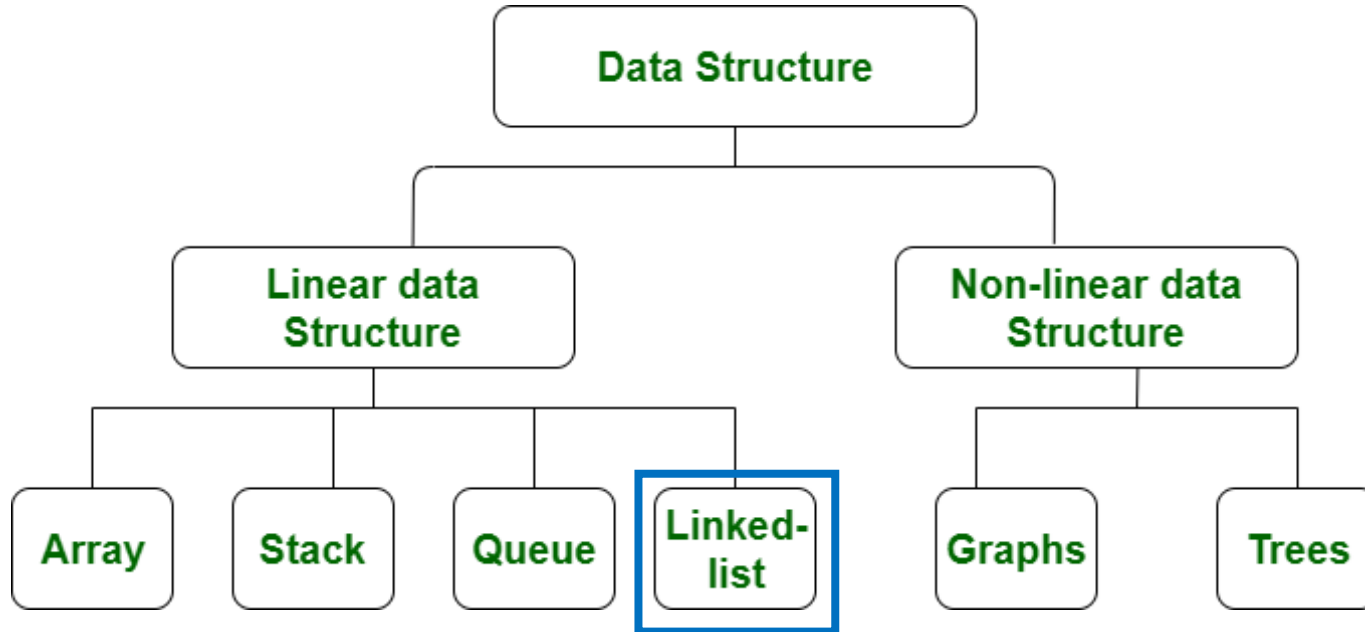 Data Structure
Linear data
Structure
Non-linear data
Structure
Array
Stack
Queue
Linked-
list
Graphs
Trees